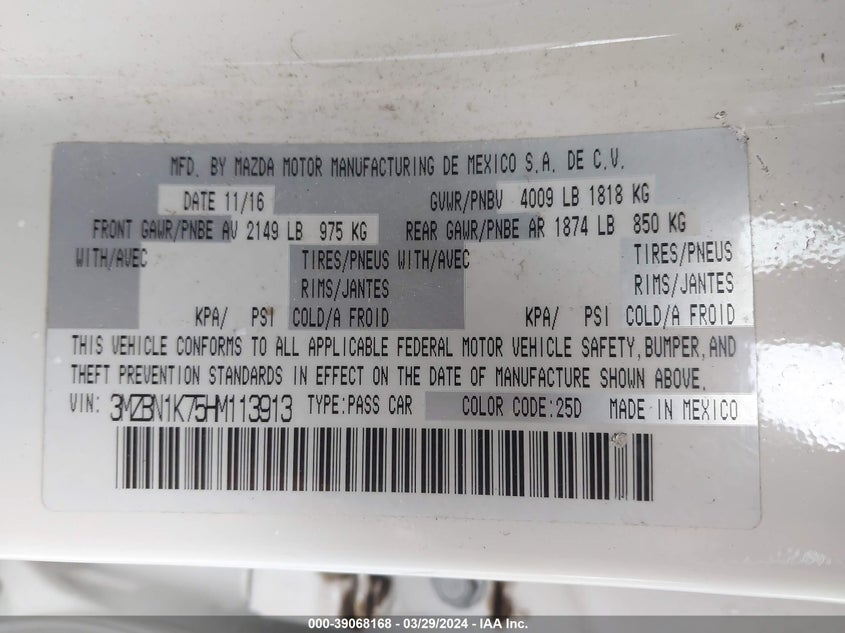 MFD. BY MAZDA MOTOR MANUFACTURING DE MEXICO S.A. DE C.V.
DATE 11/16 GVWR/PNBV 4009 LB 1818 KG
FRONT GAWR/PNBE AV 2149 LB 975 KG REAR GAWR/PNBE AR 1874 LB 850 KG
WITH/AVEC TIRES/PNEUS WITH/AVEC TIRES/PNEUS
RIMS/JANTES RIMS/JANTES
KPA/ PSI COLD/A FROID KPA/ PSI COLD/A FROID
THIS VEHICLE CONFORMS TO ALL APPLICABLE FEDERAL MOTOR VEHICLE SAFETY, BUMPER, AND
THEFT PREVENTION STANDARDS IN EFFECT ON THE DATE OF MANUFACTURE SHOWN ABOVE.
VIN: 3MZBN1K75HM113913 TYPE:PASS CAR COLOR CODE:25D MADE IN MEXICO
000-39068168 - 03/29/2024 - IAA Inc.